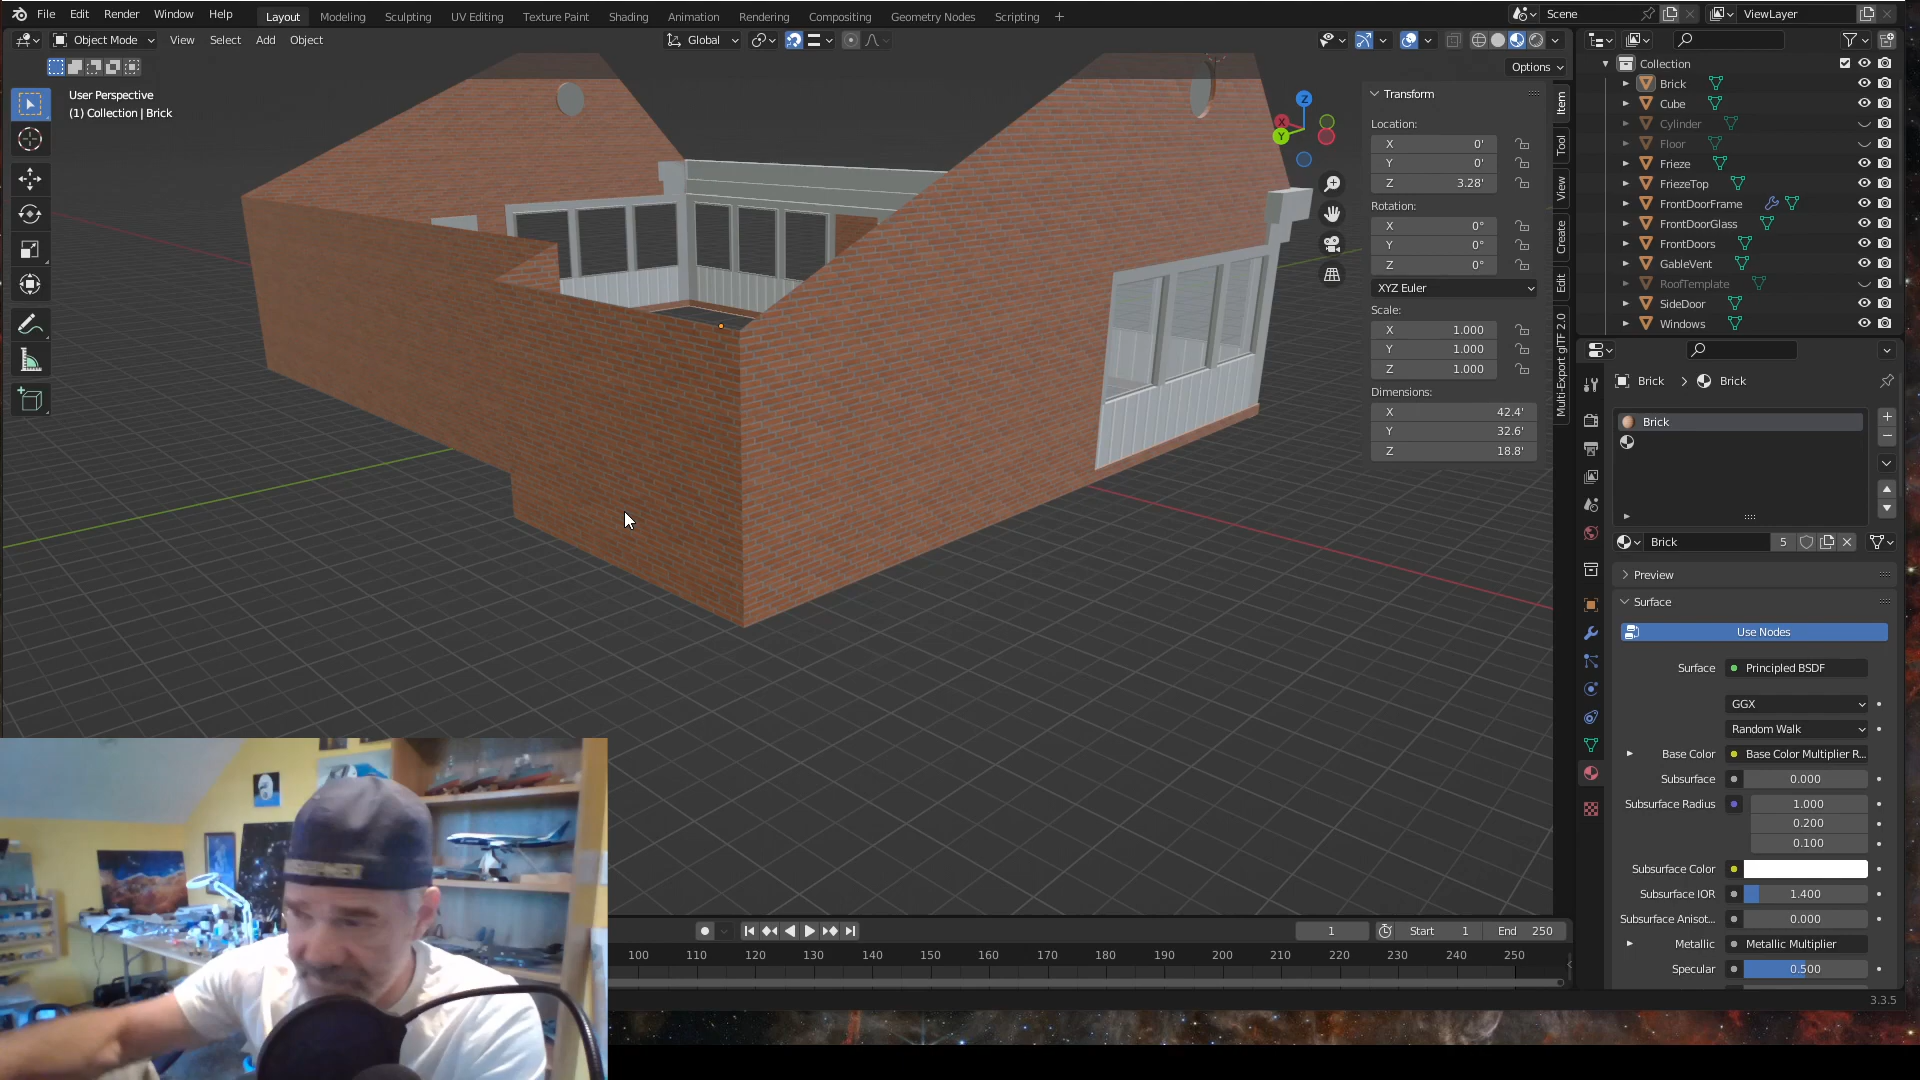 File Edit Render Window Help Layout Modeling Sculpting UV Editing Texture Paint Shading Animation Rendering Compositing Geometry Nodes Scripting + Scene ViewLayer
Object Mode View Select Add Object Global
Options
User Perspective
(1) Collection | Brick
Transform
Location:
X 0'
Y 0'
Z 3.28'
Rotation:
X 0°
Y 0°
Z 0°
XYZ Euler
Scale:
X 1.000
Y 1.000
Z 1.000
Dimensions:
X 42.4'
Y 32.6'
Z 18.8'
Item
Tool
View
Create
Edit
Multi-Export glTF 2.0
Z
X
Y
Collection
Brick
Cube
Cylinder
Floor
Frieze
FriezeTop
FrontDoorFrame
FrontDoorGlass
FrontDoors
GableVent
RoofTemplate
SideDoor
Windows
Brick > Brick
Brick
Brick 5
Preview
Surface
Use Nodes
Surface Principled BSDF
GGX
Random Walk
Base Color Base Color Multiplier R...
Subsurface 0.000
Subsurface Radius 1.000
0.200
0.100
Subsurface Color
Subsurface IOR 1.400
Subsurface Anisot... 0.000
Metallic Metallic Multiplier
Specular 0.500
1 Start 1 End 250
100 110 120 130 140 150 160 170 180 190 200 210 220 230 240 250
3.3.5